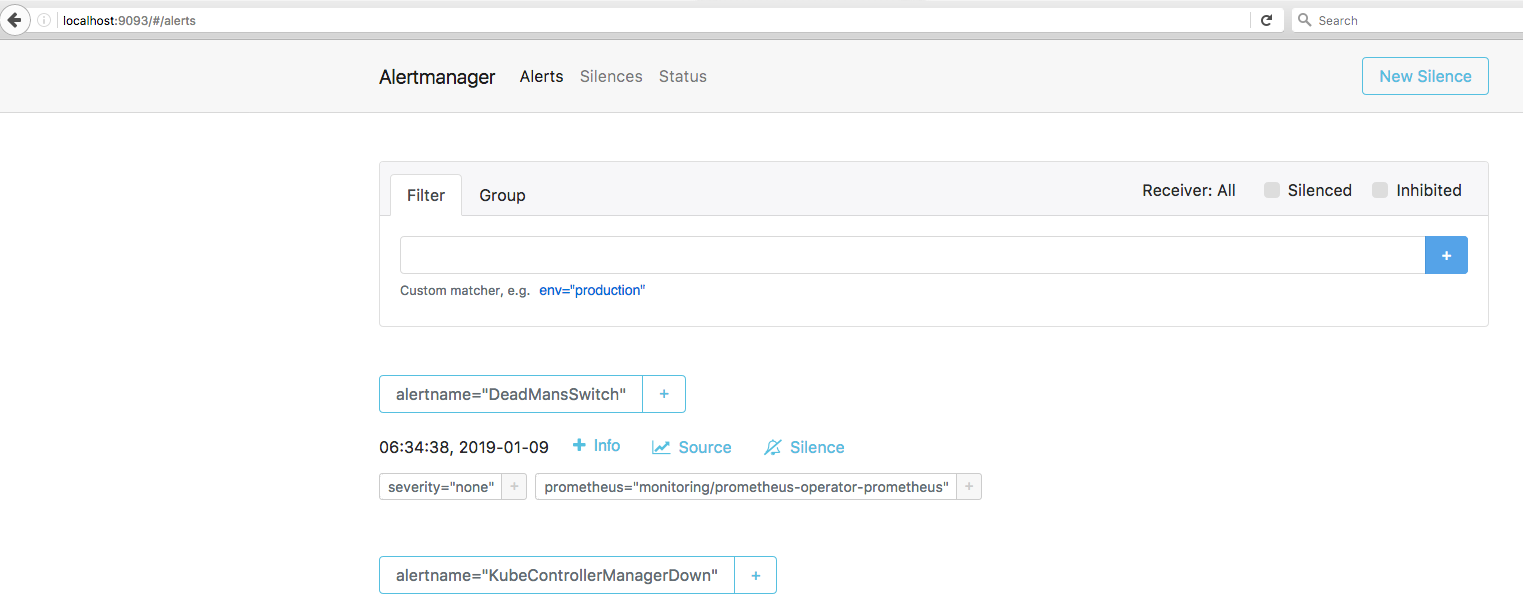 localhost:9093/#/alerts Search
Alertmanager Alerts Silences Status New Silence
Filter Group Receiver: All Silenced Inhibited
+
Custom matcher, e.g. env="production"
alertname="DeadMansSwitch" +
06:34:38, 2019-01-09 + Info Source Silence
severity="none" + prometheus="monitoring/prometheus-operator-prometheus" +
alertname="KubeControllerManagerDown" +